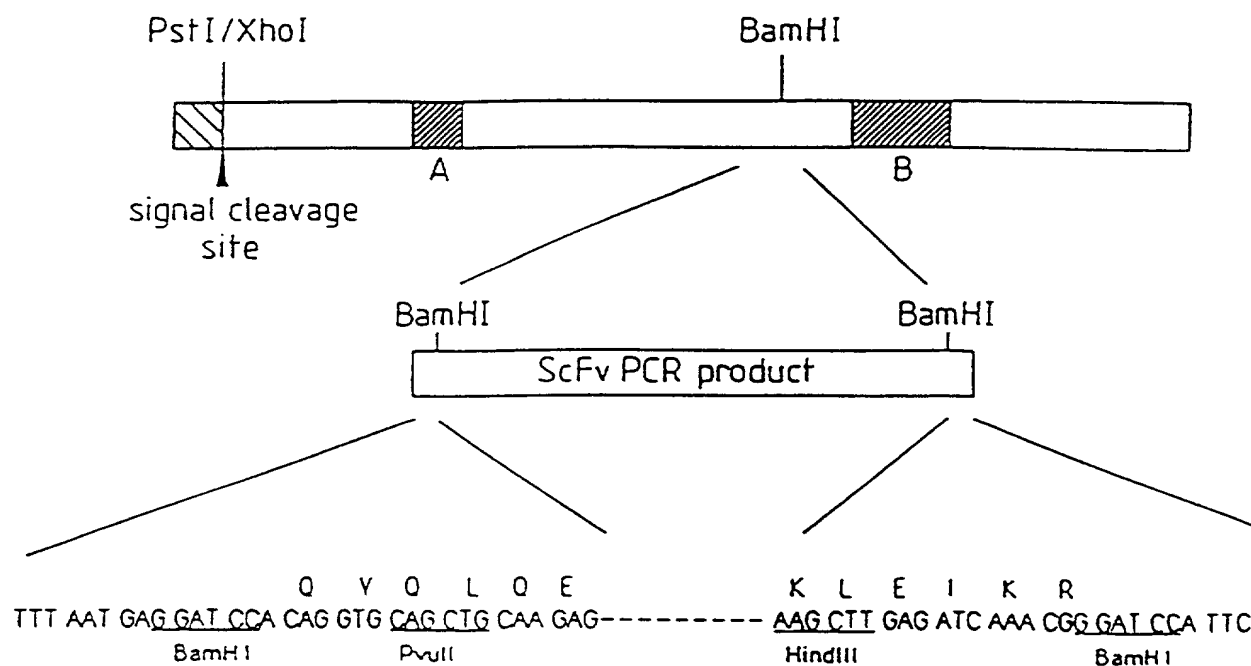 PstI/XhoI BamHI
A B
signal cleavage
site
BamHI BamHI
ScFv PCR product
Q V Q L Q E K L E I K R
TTT AAT GAG GAT CCA CAG GTG CAG CTG CAA GAG---------- AAG CTT GAG ATC AAA CGG GAT CCA TTC
BamHI PvuII HindIII BamHI